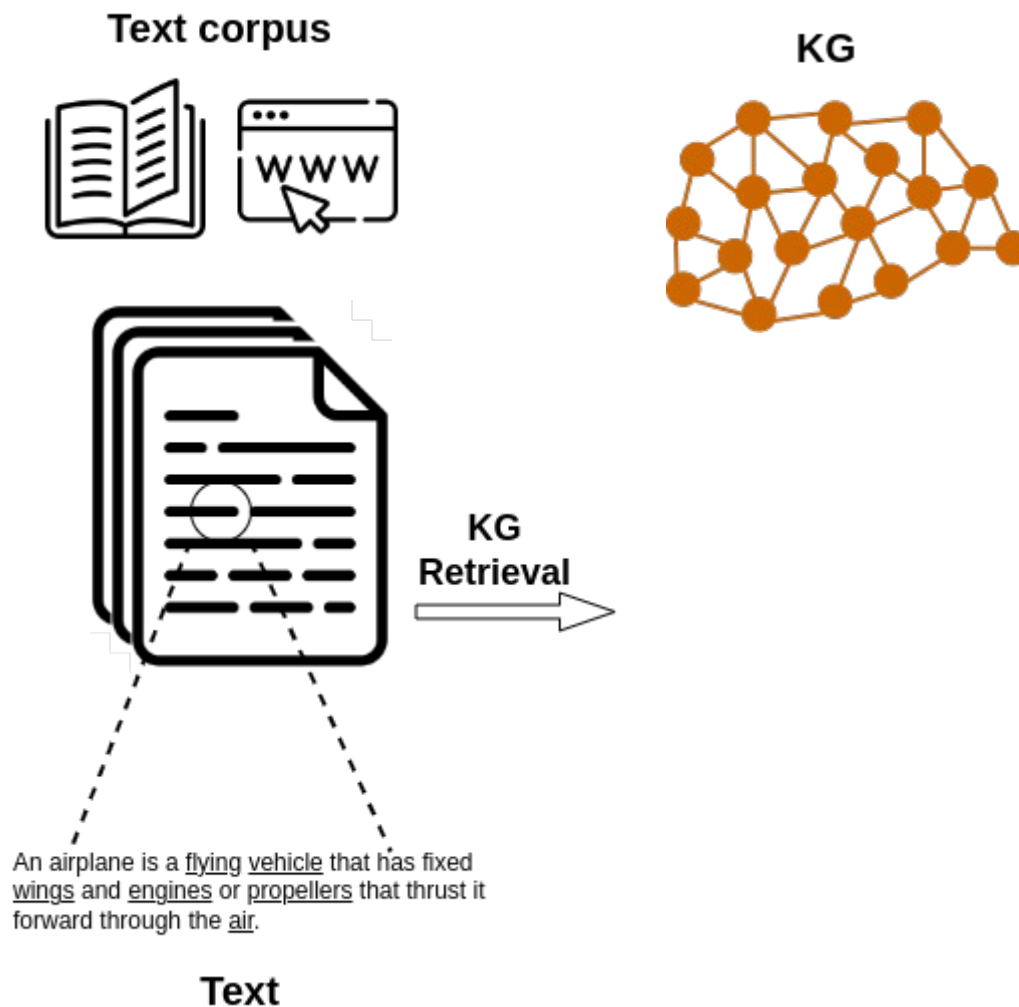 Text corpus
KG
W W W
KG
Retrieval
An airplane is a flying vehicle that has fixed
wings and engines or propellers that thrust it
forward through the air.
Text